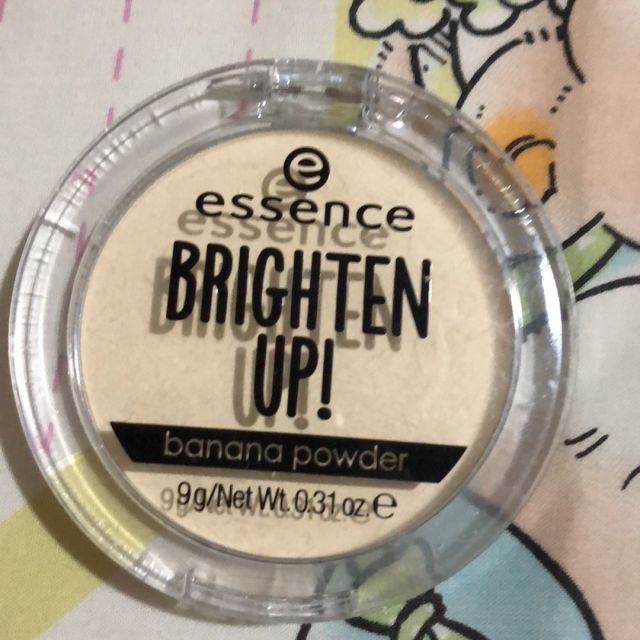 e
essence
BRIGHTEN
UP!
banana powder
9g/Net Wt. 0.31 oz. ℮